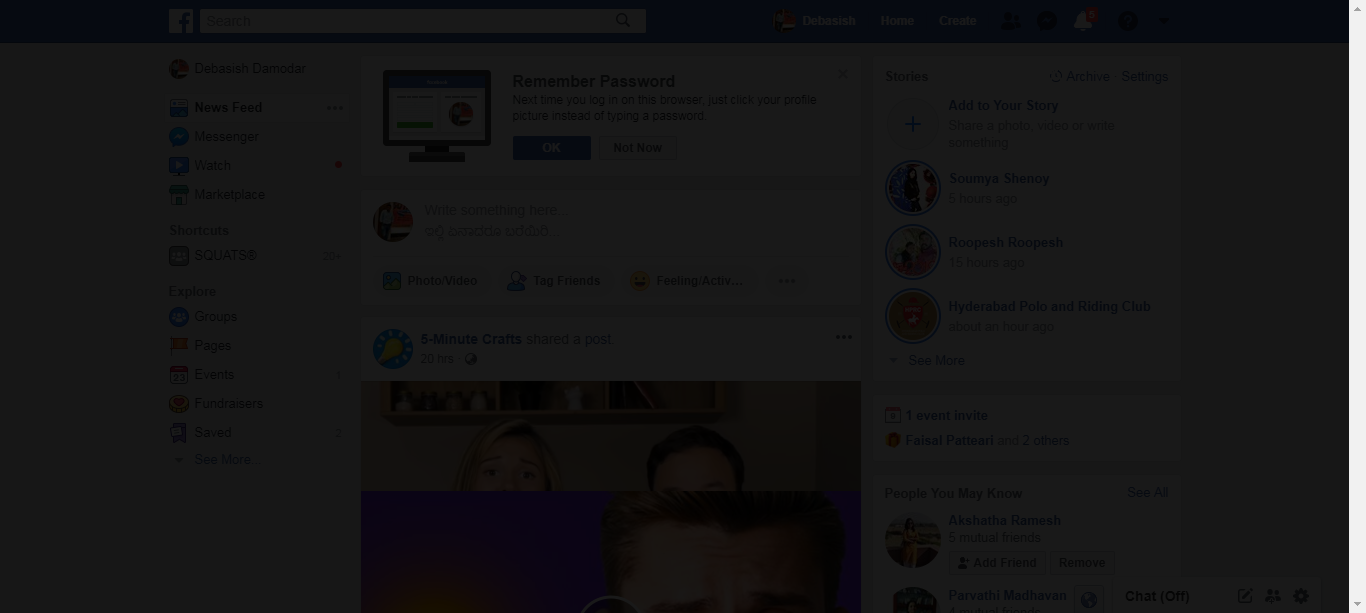 Search
Debasish
Home
Create
5
Debasish Damodar
News Feed
Messenger
Watch
Marketplace
Shortcuts
SQUATS®
20+
Explore
Groups
Pages
Events
Fundraisers
Saved
2
See More...
Remember Password
Next time you log in on this browser, just click your profile
picture instead of typing a password.
OK
Not Now
Write something here...
Photo/Video
Tag Friends
Feeling/Activ...
5-Minute Crafts shared a post.
20 hrs
Stories
Archive · Settings
Add to Your Story
Share a photo, video or write
something
Soumya Shenoy
5 hours ago
Roopesh Roopesh
15 hours ago
Hyderabad Polo and Riding Club
about an hour ago
See More
1 event invite
Faisal Patteari and 2 others
People You May Know
See All
Akshatha Ramesh
5 mutual friends
Add Friend
Remove
Parvathi Madhavan
mutual friends
Chat (Off)